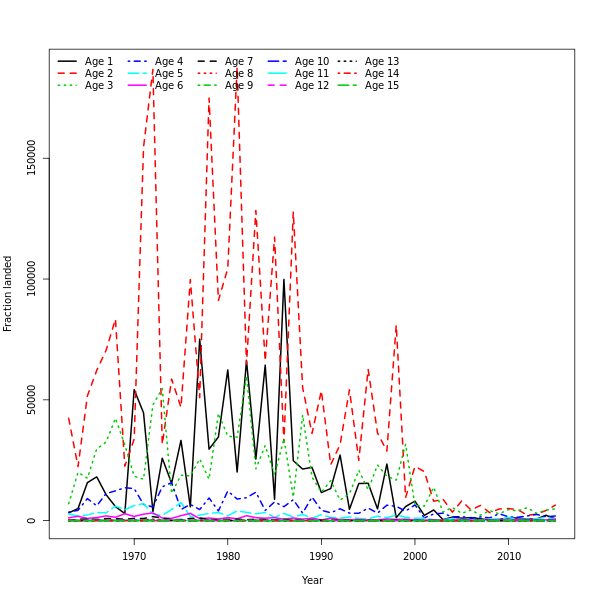 Age 1 Age 4 Age 7 Age 10 Age 13
Age 2 Age 5 Age 8 Age 11 Age 14
Age 3 Age 6 Age 9 Age 12 Age 15
150000
100000
50000
0
Fraction landed
1970 1980 1990 2000 2010
Year